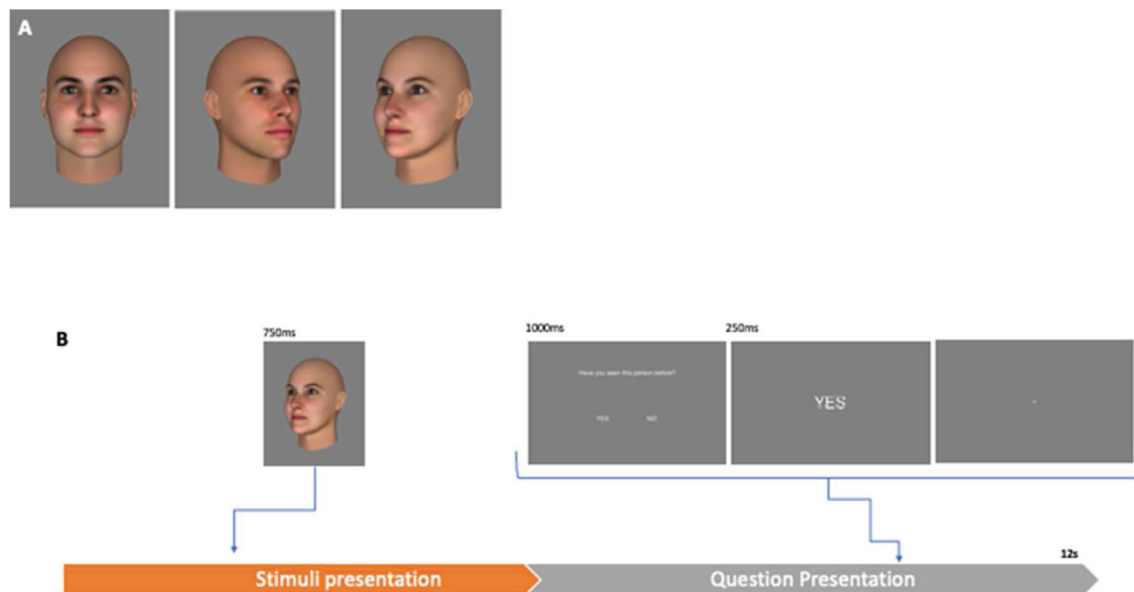 A
B
750ms
1000ms
250ms
Have you seen this person before?
YES
NO
YES
12s
Stimuli presentation
Question Presentation